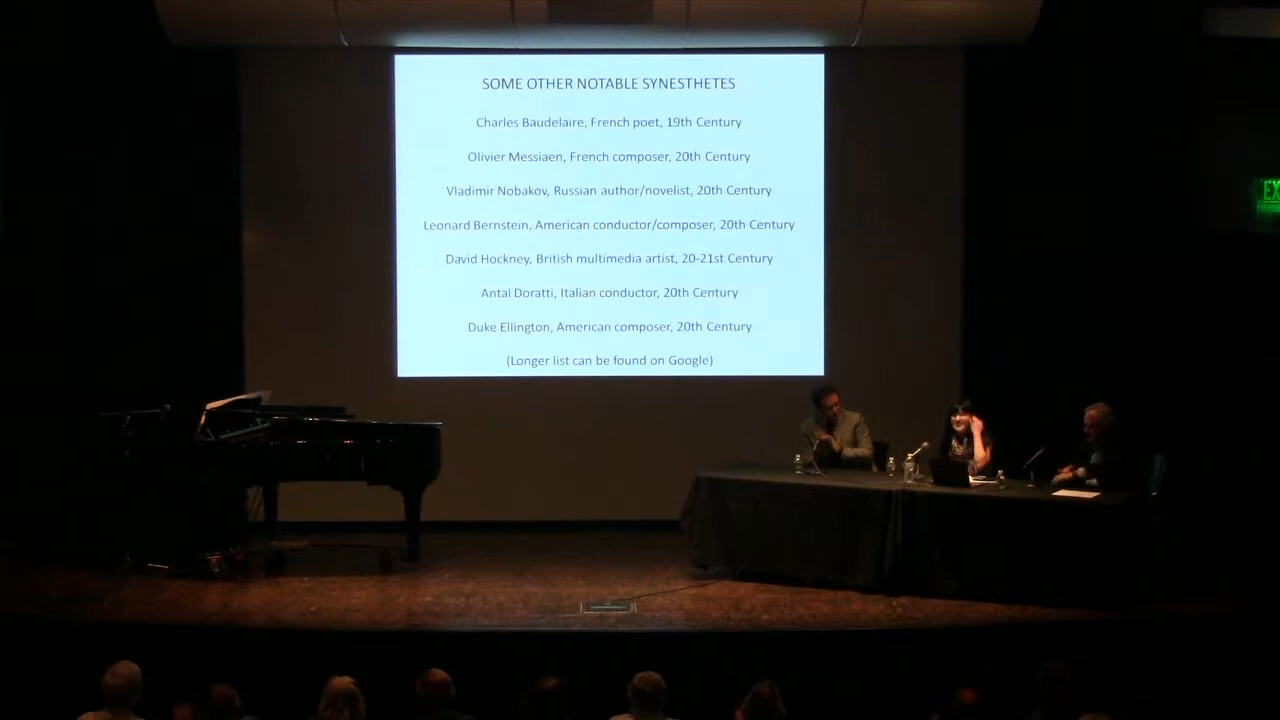 SOME OTHER NOTABLE SYNESTHETES
Charles Baudelaire, French poet, 19th Century
Olivier Messiaen, French composer, 20th Century
Vladimir Nobakov, Russian author/novelist, 20th Century
Leonard Bernstein, American conductor/composer, 20th Century
David Hockney, British multimedia artist, 20-21st Century
Antal Doratti, Italian conductor, 20th Century
Duke Ellington, American composer, 20th Century
(Longer list can be found on Google)
EX